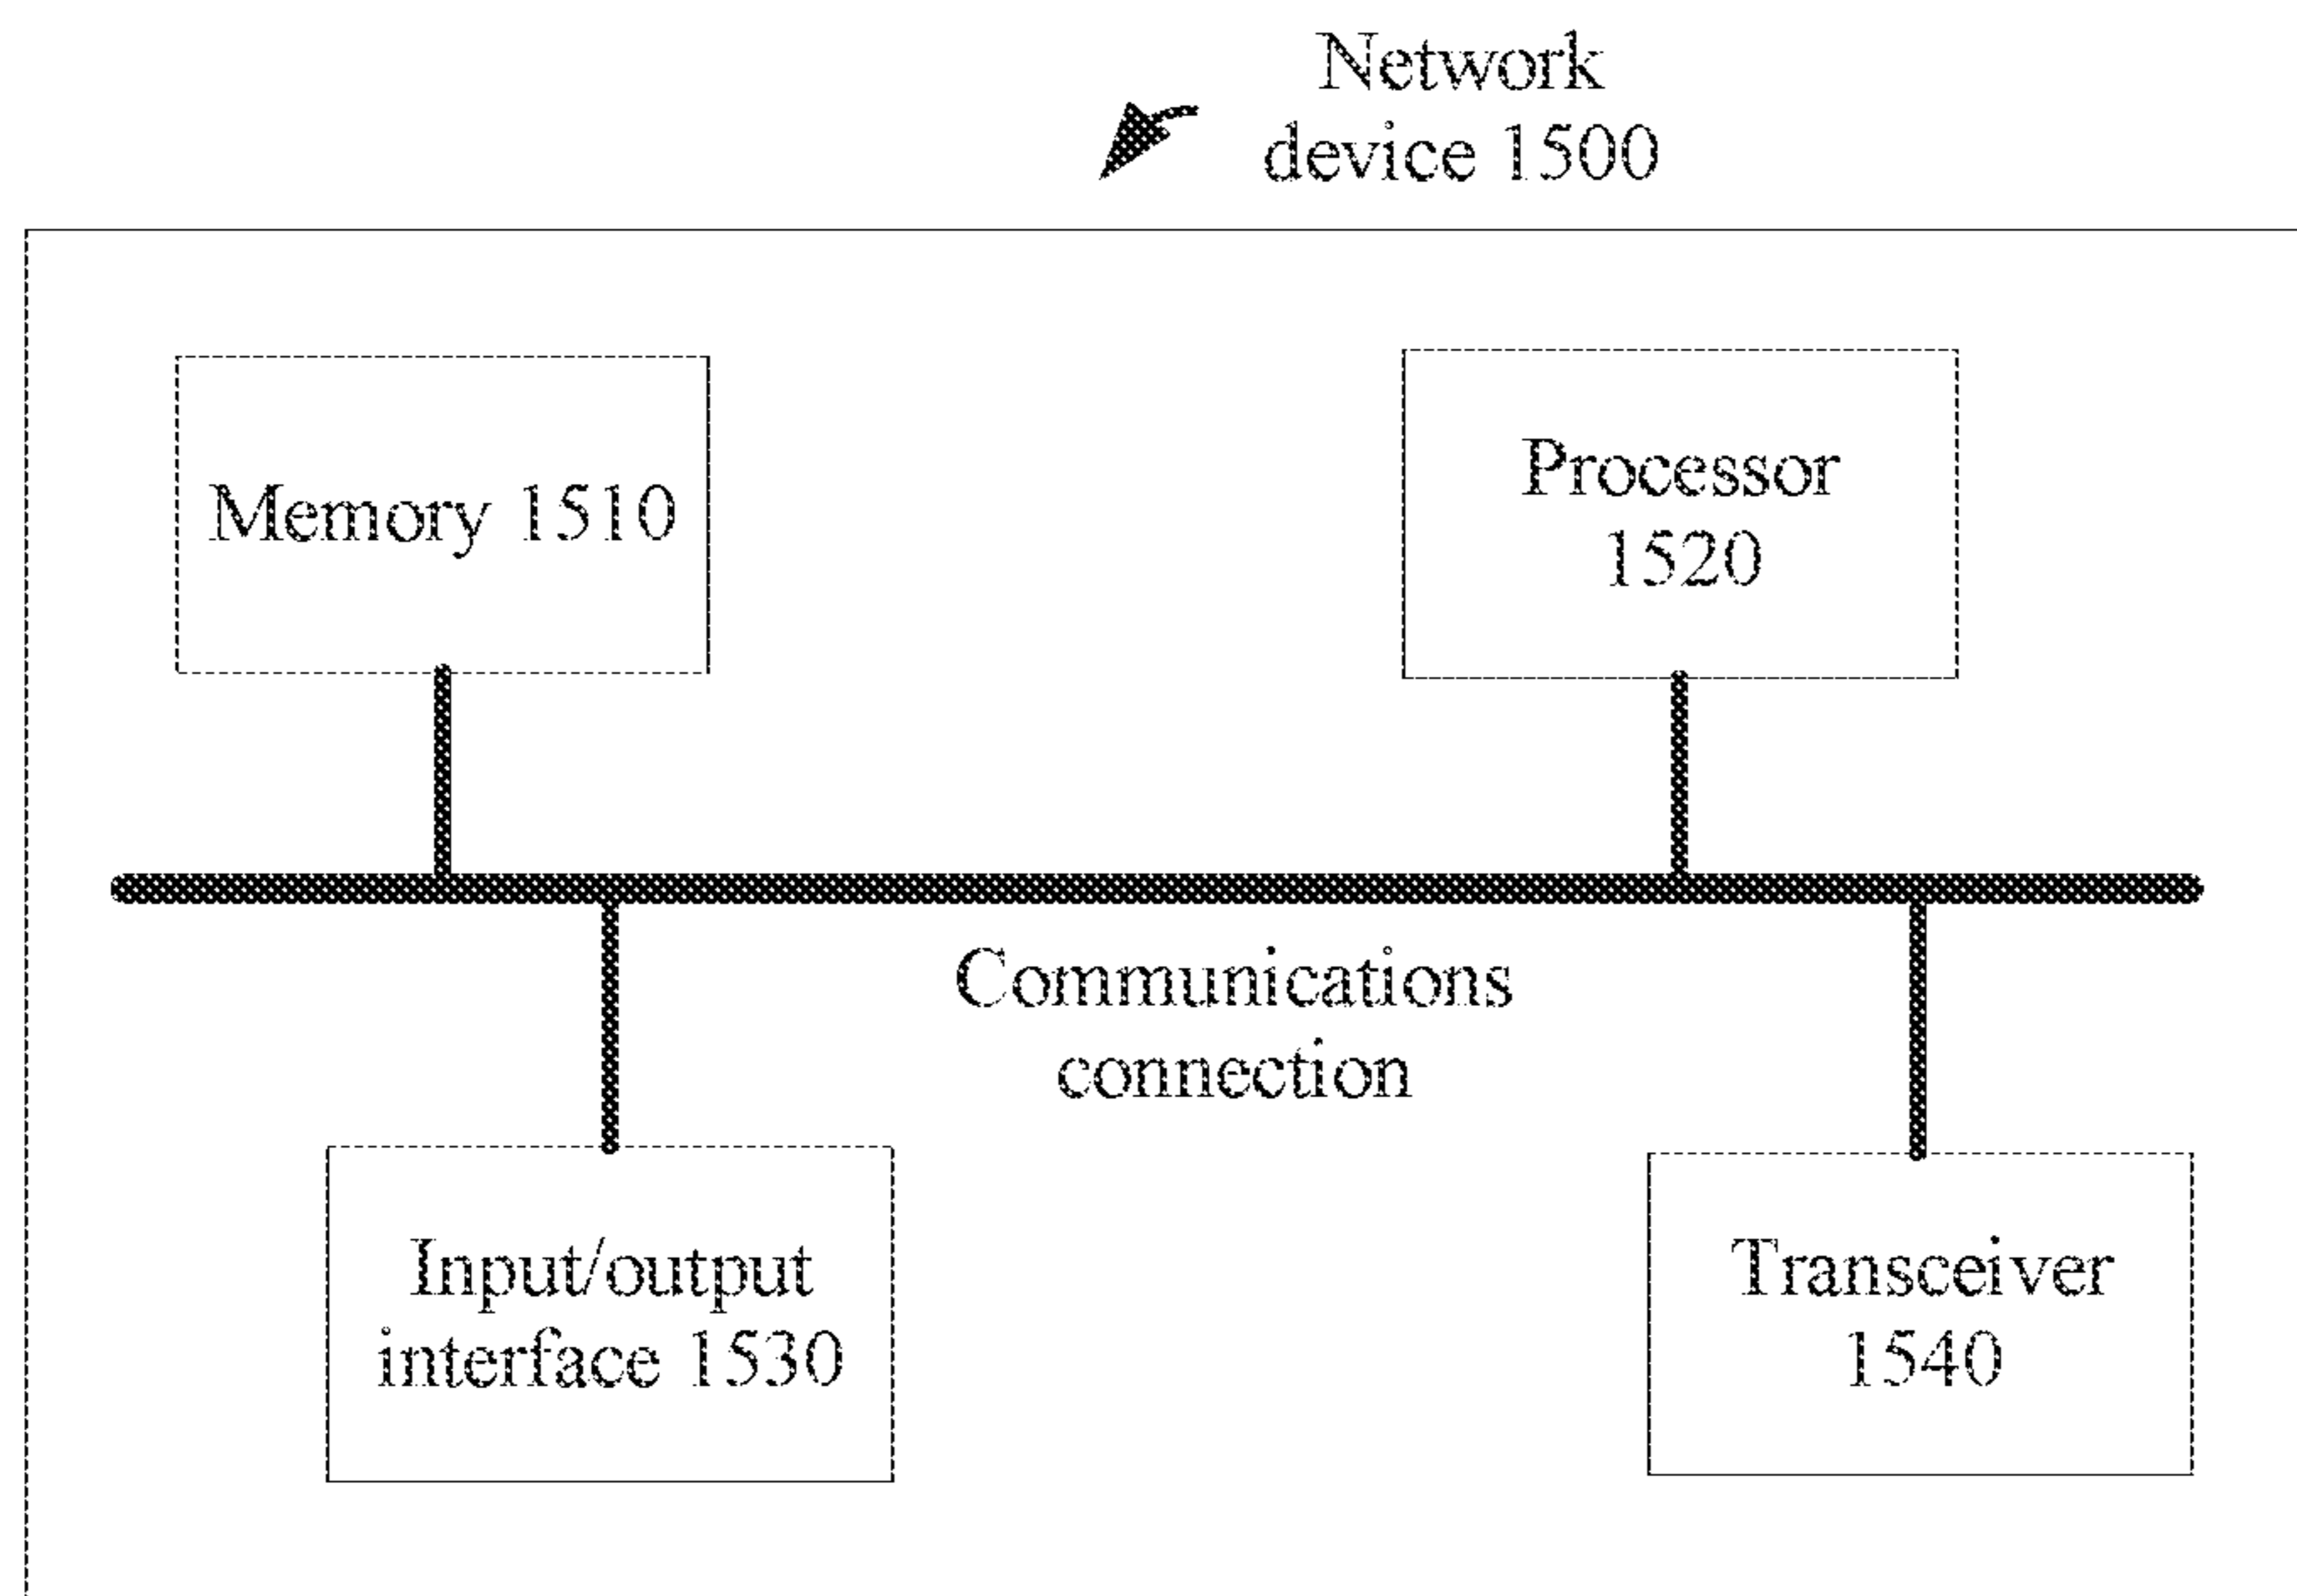 Network
device 1500
Memory 1510
Processor
1520
Communications
connection
Input/output
interface 1530
Transceiver
1540